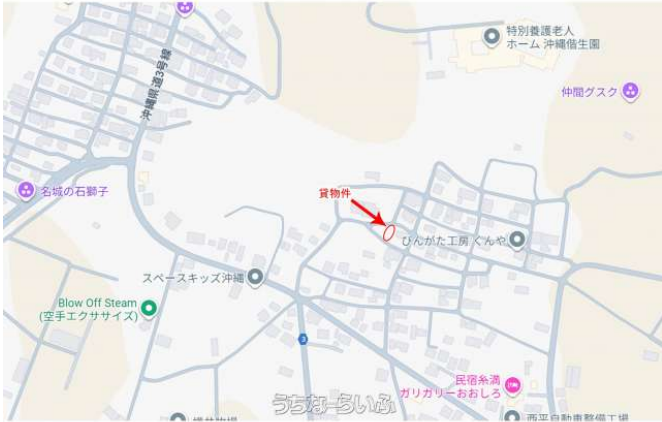 沖縄県道3号線
特別養護老人
ホーム 沖縄偕生園
仲間グスク
名城の石獅子
貸物件
びんがた工房 くんや
スペースキッズ沖縄
Blow Off Steam
(空手エクササイズ)
3
民宿糸満
ガリガリーおおしろ
うちなーらいふ
西平自動車整備工場